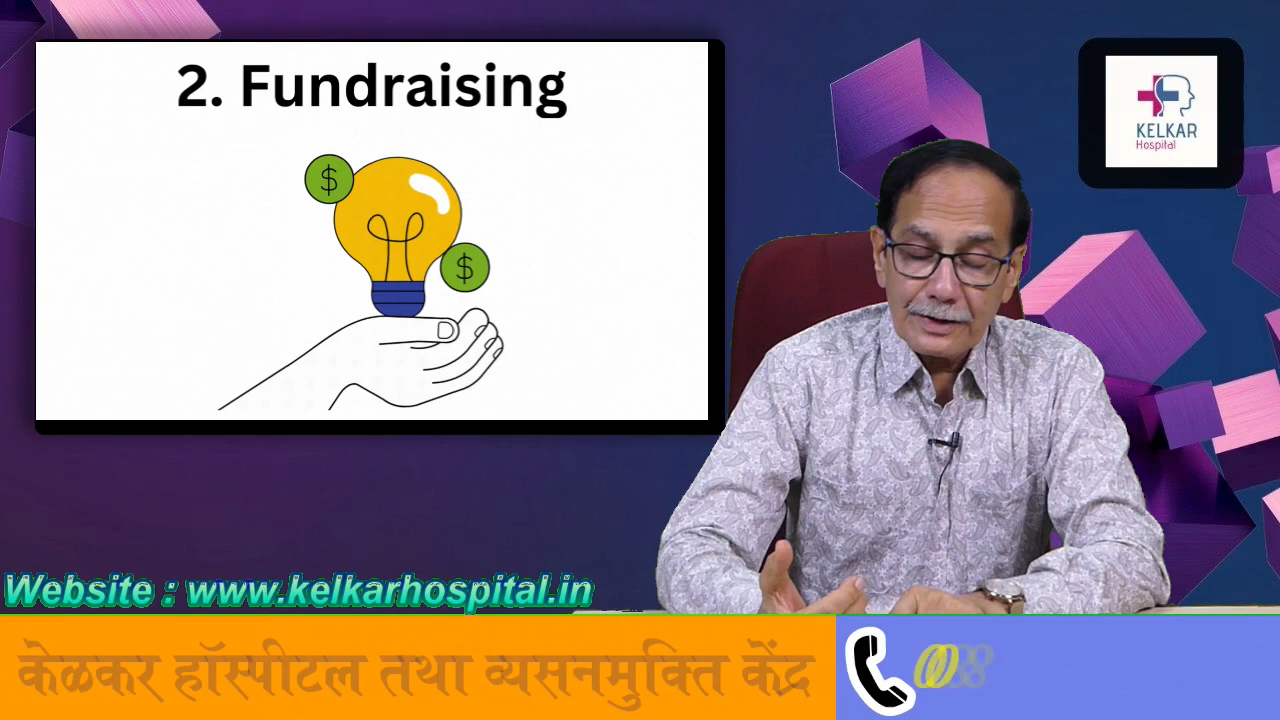 2. Fundraising
$
$
KELKAR
Hospital
Website : www.kelkarhospital.in
केळकर हॉस्पीटल तथा व्यसनमुक्ति केंद्र